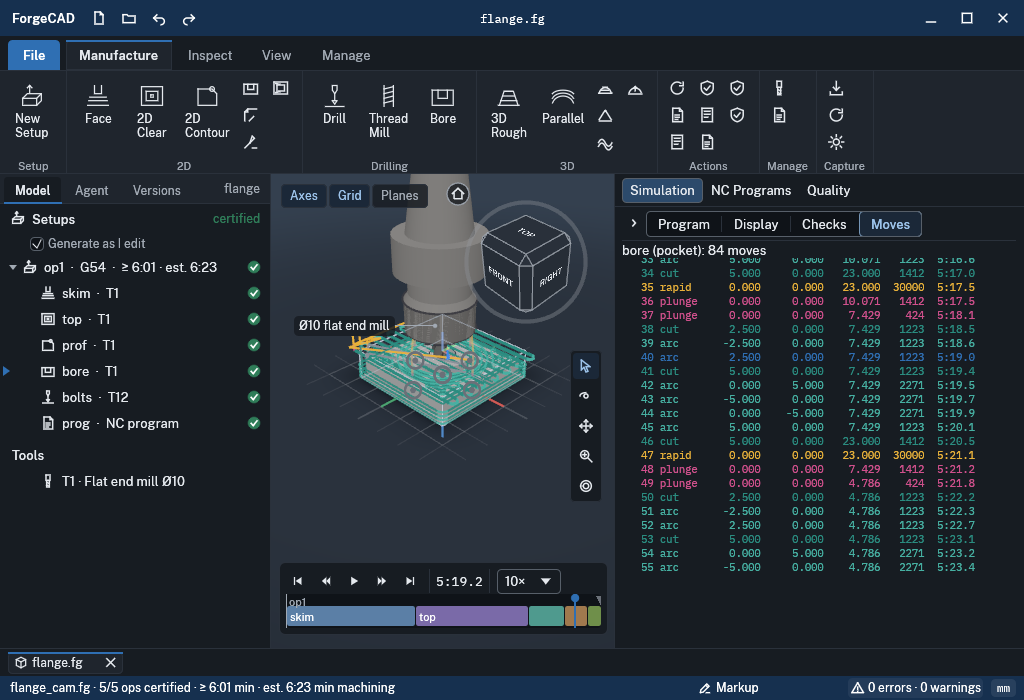 ForgeCAD
flange.fg
File
Manufacture
Inspect
View
Manage
New Setup
Face
2D Clear
2D Contour
Drill
Thread Mill
Bore
3D Rough
Parallel
Setup
2D
Drilling
3D
Actions
Manage
Capture
Model
Agent
Versions
flange
Setups
certified
Generate as I edit
op1 · G54 · ≥ 6:01 · est. 6:23
skim · T1
top · T1
prof · T1
bore · T1
bolts · T12
prog · NC program
Tools
T1 · Flat end mill Ø10
Axes
Grid
Planes
TOP
FRONT
RIGHT
Ø10 flat end mill
5:19.2
10×
op1
skim
top
Simulation
NC Programs
Quality
Program
Display
Checks
Moves
bore (pocket): 84 moves
33 arc 5.000 0.000 10.071 1412 5:16.6
34 cut 5.000 0.000 23.000 1412 5:17.0
35 rapid 0.000 0.000 23.000 30000 5:17.5
36 plunge 0.000 0.000 10.071 1412 5:17.5
37 plunge 0.000 0.000 7.429 424 5:18.1
38 cut 2.500 0.000 7.429 1223 5:18.5
39 arc -2.500 0.000 7.429 1223 5:18.6
40 arc 2.500 0.000 7.429 1223 5:19.0
41 cut 5.000 0.000 7.429 1223 5:19.4
42 arc 0.000 5.000 7.429 2271 5:19.5
43 arc -5.000 0.000 7.429 2271 5:19.7
44 arc 0.000 -5.000 7.429 2271 5:19.9
45 arc 5.000 0.000 7.429 2271 5:20.1
46 cut 5.000 0.000 23.000 1412 5:20.5
47 rapid 0.000 0.000 23.000 30000 5:21.1
48 plunge 0.000 0.000 7.429 1412 5:21.2
49 plunge 0.000 0.000 4.786 424 5:21.8
50 cut 2.500 0.000 4.786 1223 5:22.2
51 arc -2.500 0.000 4.786 1223 5:22.3
52 arc 2.500 0.000 4.786 1223 5:22.7
53 cut 5.000 0.000 4.786 1223 5:23.1
54 arc 0.000 5.000 4.786 2271 5:23.2
55 arc -5.000 0.000 4.786 2271 5:23.4
flange.fg
flange_cam.fg · 5/5 ops certified · ≥ 6:01 min · est. 6:23 min machining
Markup
0 errors · 0 warnings
mm